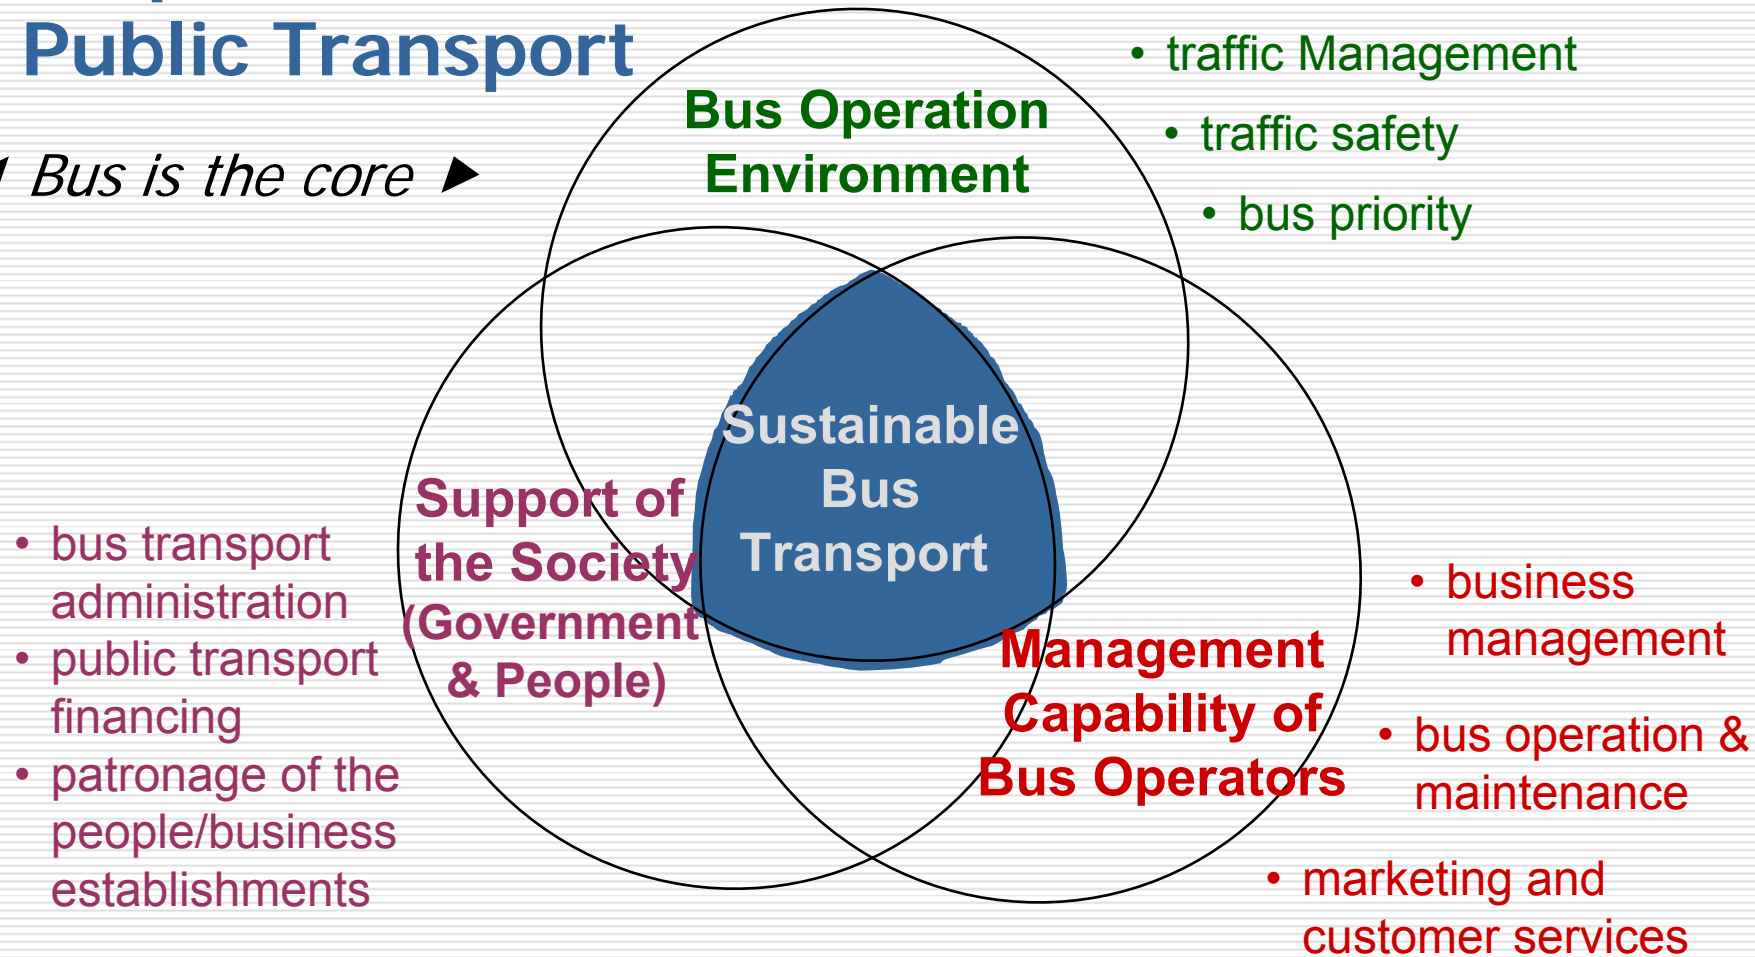 Public Transport
Bus is the core ►
Bus Operation
Environment
• traffic Management
• traffic safety
• bus priority
Sustainable
Bus
Transport
Support of
the Society
(Government
& People)
• bus transport
administration
• public transport
financing
• patronage of the
people/business
establishments
Management
Capability of
Bus Operators
• business
management
• bus operation &
maintenance
• marketing and
customer services